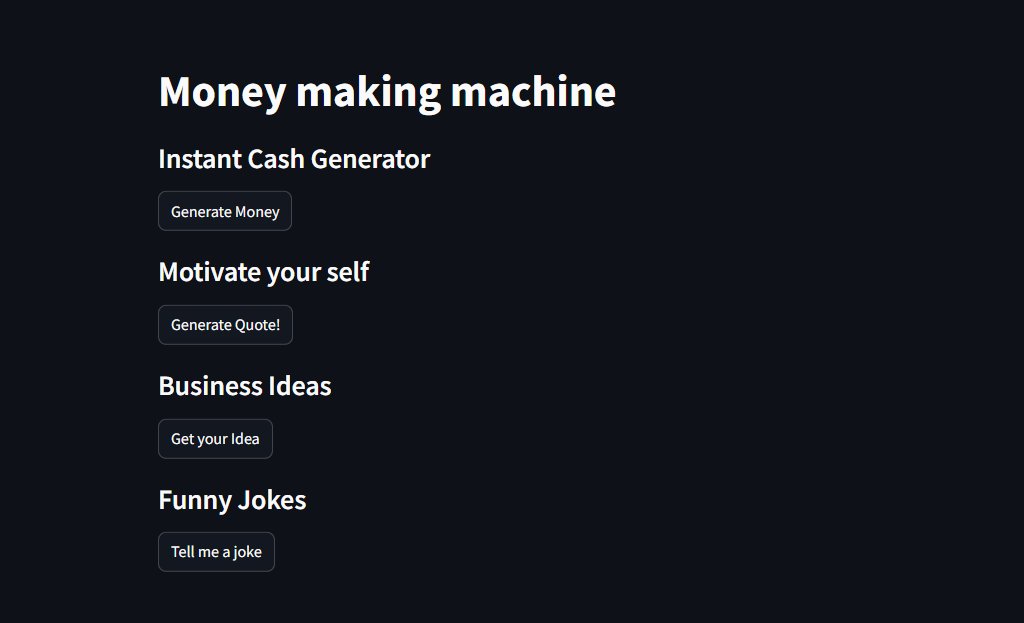 Money making machine
Instant Cash Generator
Generate Money
Motivate your self
Generate Quote!
Business Ideas
Get your Idea
Funny Jokes
Tell me a joke